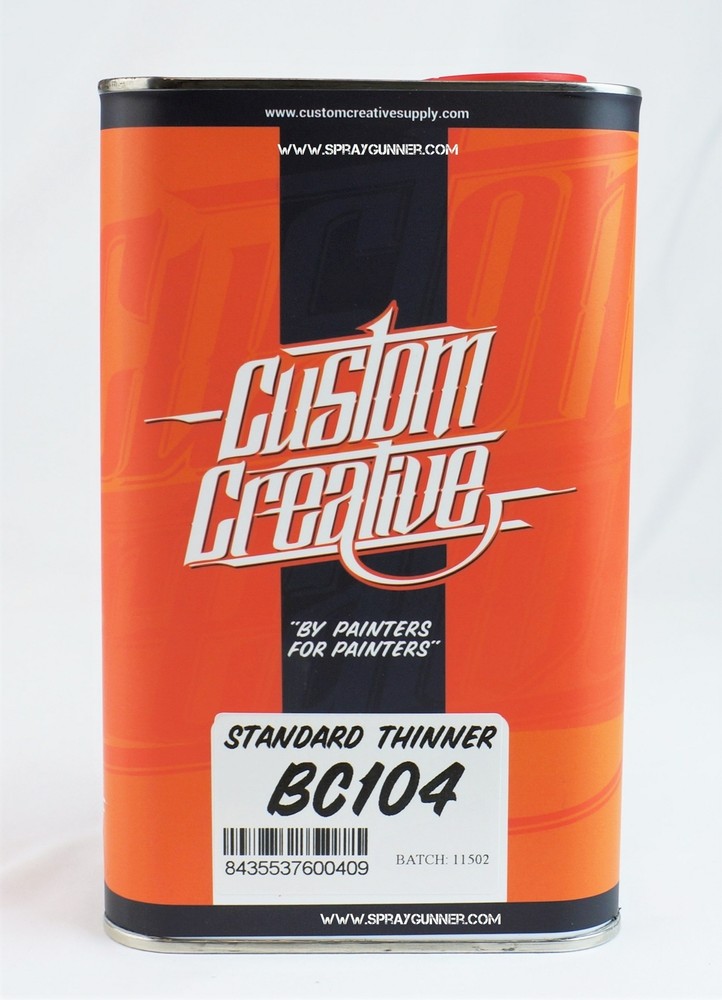 www.customcreativesupply.com
WWW.SPRAYGUNNER.COM
Custom
Creative
"BY PAINTERS
FOR PAINTERS"
STANDARD THINNER
BC104
8435537600409
BATCH: 11502
WWW.SPRAYGUNNER.COM